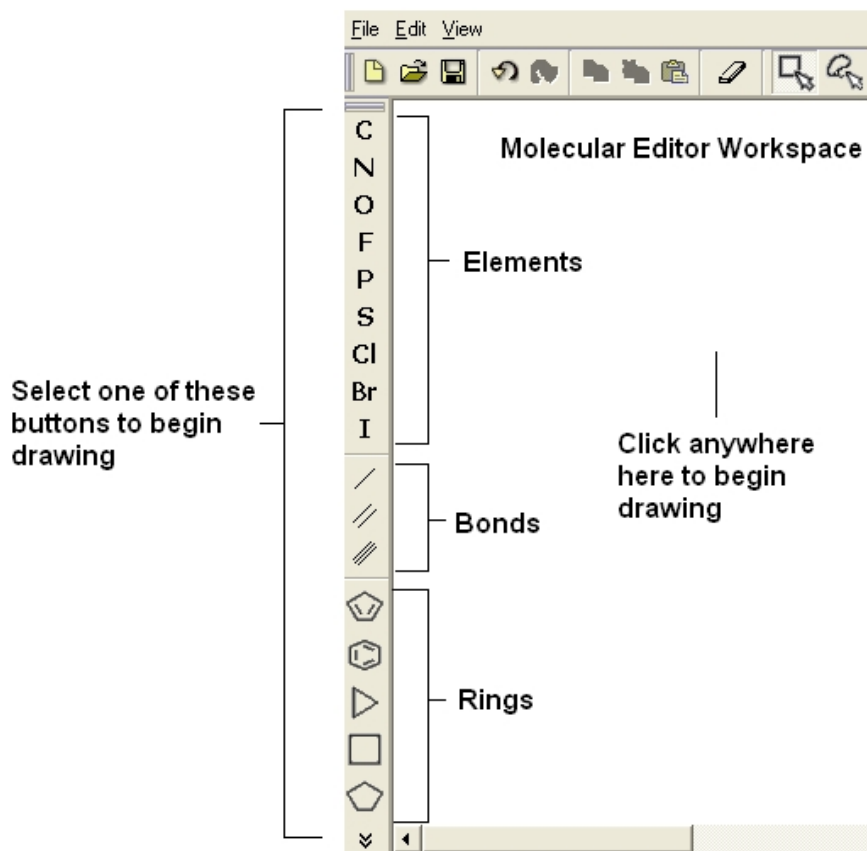 File Edit View
Molecular Editor Workspace
C
N
O
F
P
S
Cl
Br
I
Elements
Select one of these
buttons to begin
drawing
Click anywhere
here to begin
drawing
Bonds
Rings